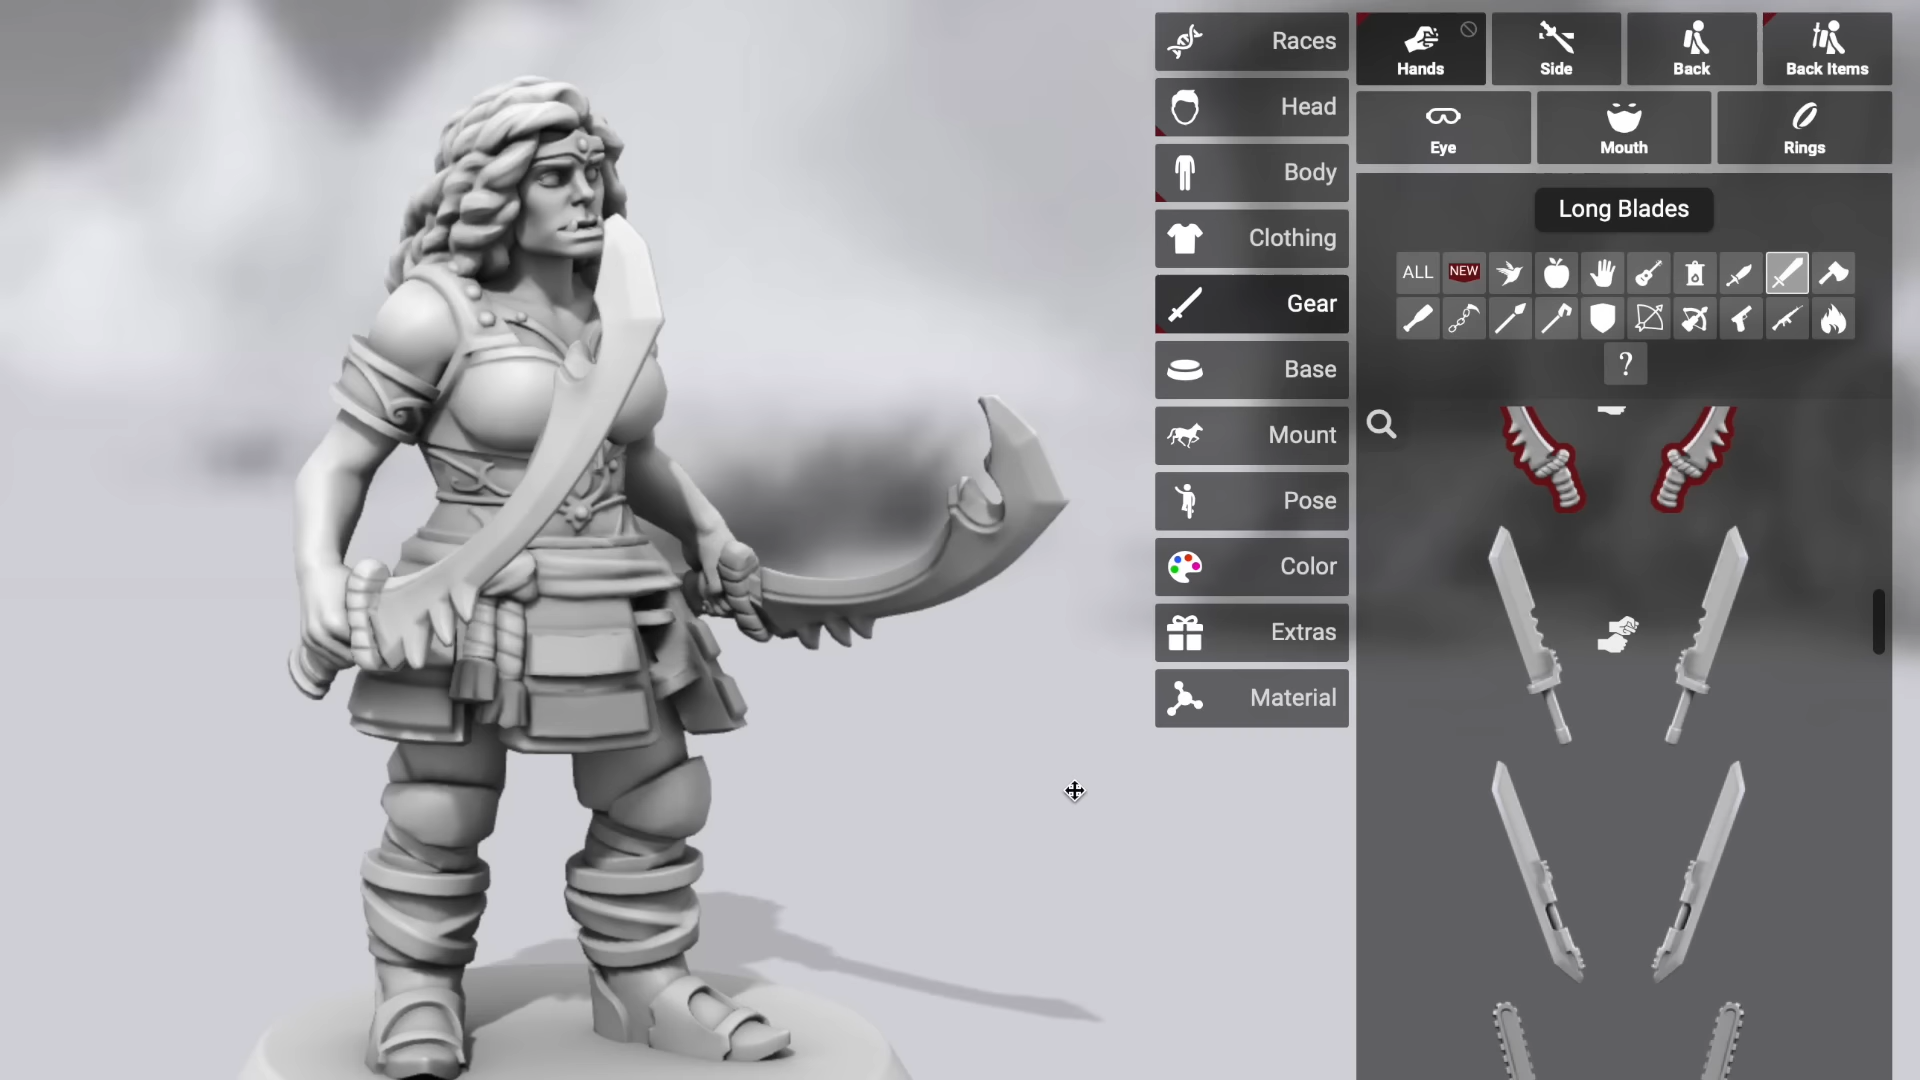 Races
Head
Body
Clothing
Gear
Base
Mount
Pose
Color
Extras
Material
Hands
Side
Back
Back Items
Eye
Mouth
Rings
Long Blades
ALL
NEW
?